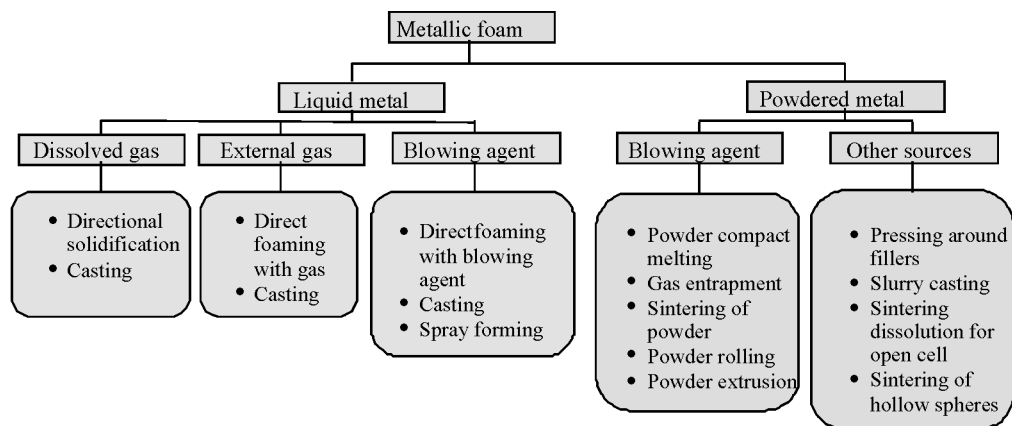 Metallic foam
Liquid metal
Powdered metal
Dissolved gas
External gas
Blowing agent
Blowing agent
Other sources
• Directional
solidification
• Casting
• Direct
foaming
with gas
• Casting
• Directfoaming
with blowing
agent
• Casting
• Spray forming
• Powder compact
melting
• Gas entrapment
• Sintering of
powder
• Powder rolling
• Powder extrusion
• Pressing around
fillers
• Slurry casting
• Sintering
dissolution for
open cell
• Sintering of
hollow spheres